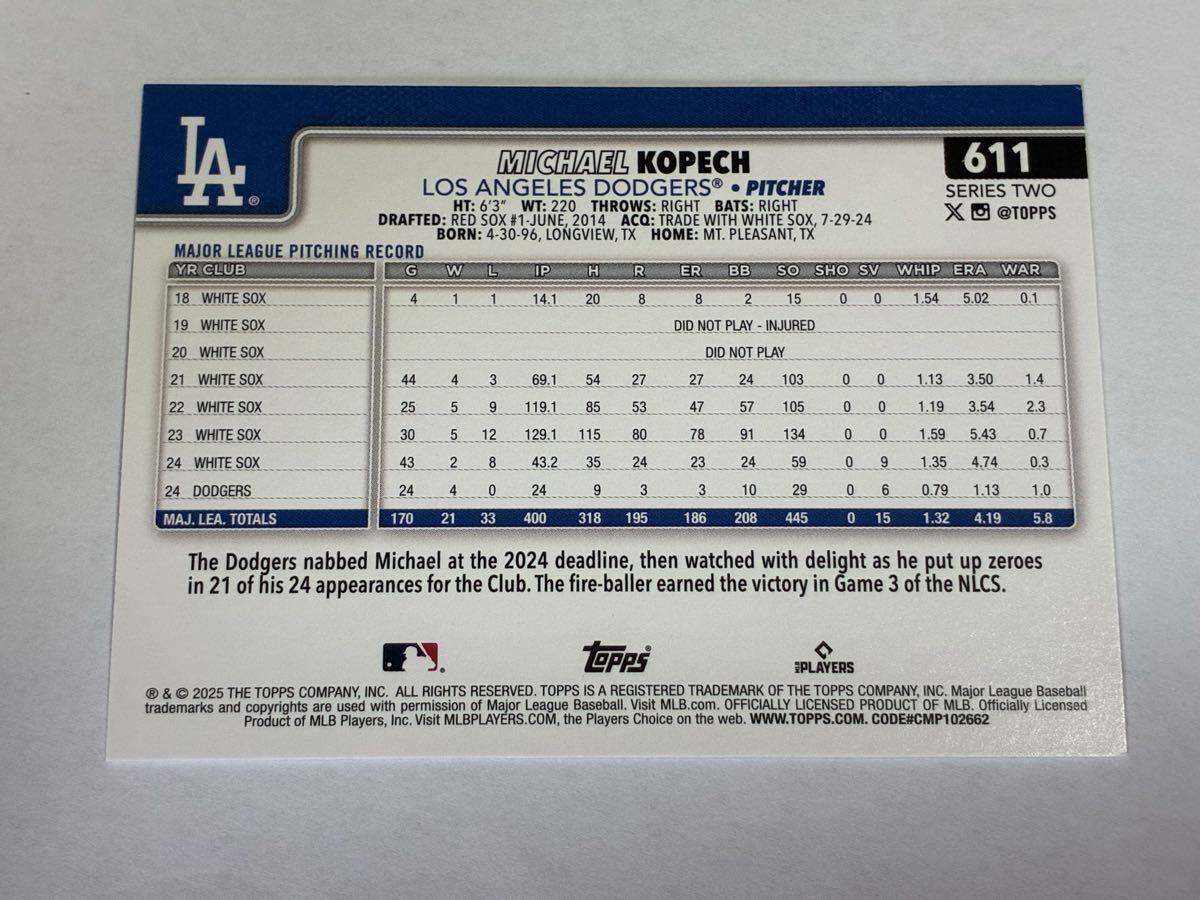 LA®
MICHAEL KOPECH
611
LOS ANGELES DODGERS® • PITCHER
SERIES TWO
HT: 6'3" WT: 220 THROWS: RIGHT BATS: RIGHT
@TOPPS
DRAFTED: RED SOX #1-JUNE, 2014 ACQ: TRADE WITH WHITE SOX, 7-29-24
BORN: 4-30-96, LONGVIEW, TX HOME: MT. PLEASANT, TX
MAJOR LEAGUE PITCHING RECORD
YR CLUB G W L IP H R ER BB SO SHO SV WHIP ERA WAR
18 WHITE SOX 4 1 1 14.1 20 8 8 2 15 0 0 1.54 5.02 0.1
19 WHITE SOX DID NOT PLAY - INJURED
20 WHITE SOX DID NOT PLAY
21 WHITE SOX 44 4 3 69.1 54 27 27 24 103 0 0 1.13 3.50 1.4
22 WHITE SOX 25 5 9 119.1 85 53 47 57 105 0 0 1.19 3.54 2.3
23 WHITE SOX 30 5 12 129.1 115 80 78 91 134 0 0 1.59 5.43 0.7
24 WHITE SOX 43 2 8 43.2 35 24 23 24 59 0 9 1.35 4.74 0.3
24 DODGERS 24 4 0 24 9 3 3 10 29 0 6 0.79 1.13 1.0
MAJ. LEA. TOTALS 170 21 33 400 318 195 186 208 445 0 15 1.32 4.19 5.8
The Dodgers nabbed Michael at the 2024 deadline, then watched with delight as he put up zeroes
in 21 of his 24 appearances for the Club. The fire-baller earned the victory in Game 3 of the NLCS.
topps® MLB PLAYERS
® & © 2025 THE TOPPS COMPANY, INC. ALL RIGHTS RESERVED. TOPPS IS A REGISTERED TRADEMARK OF THE TOPPS COMPANY, INC. Major League Baseball
trademarks and copyrights are used with permission of Major League Baseball. Visit MLB.com. OFFICIALLY LICENSED PRODUCT OF MLB. Officially Licensed
Product of MLB Players, Inc. Visit MLBPLAYERS.COM, the Players Choice on the web. WWW.TOPPS.COM. CODE#CMP102662